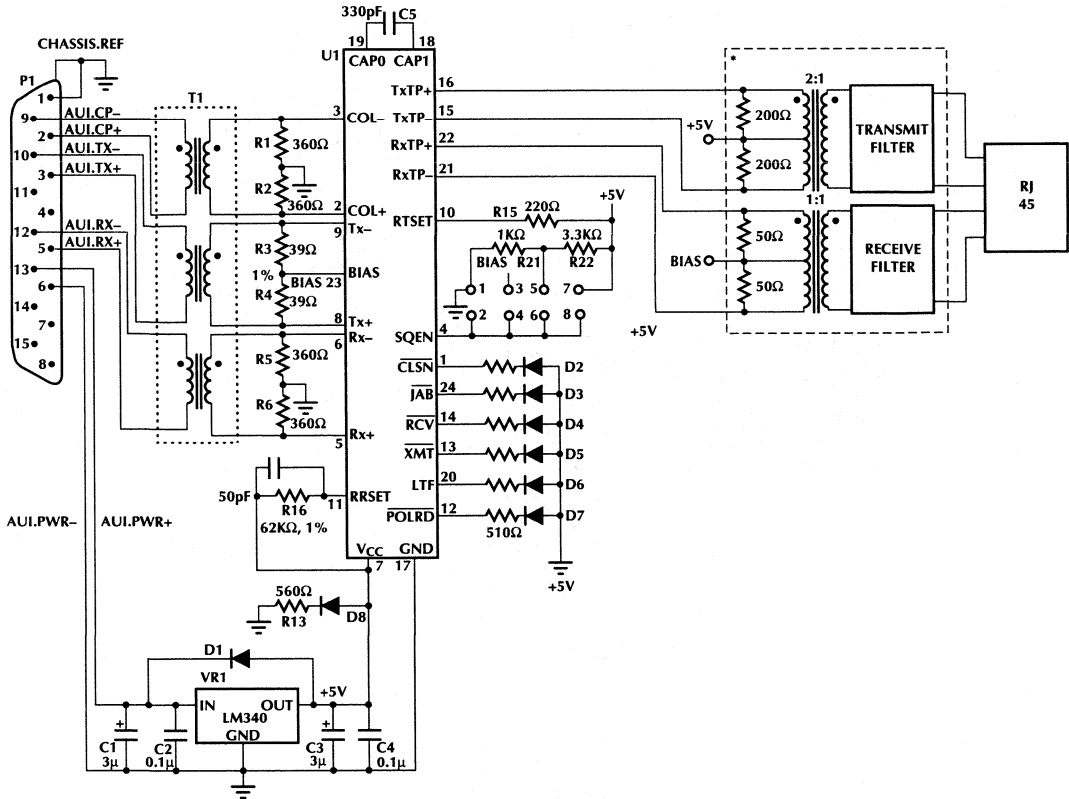 330pF C5
19 18
U1 CAP0 CAP1
CHASSIS.REF
P1
1
9 AUI.CP–
2 AUI.CP+
10 AUI.TX–
3 AUI.TX+
11
4
12 AUI.RX–
5 AUI.RX+
13
6
14
7
15
8
T1
R1 360Ω
R2 360Ω
R3 39Ω
1%
R4 39Ω
R5 360Ω
R6 360Ω
3 COL–
2 COL+
9 Tx–
BIAS
BIAS 23
8 Tx+
6 Rx–
5 Rx+
11 RRSET
50pF
R16
62KΩ, 1%
VCC GND
7 17
TxTP+ 16
TxTP– 15
RxTP+ 22
RxTP– 21
RTSET 10
R15 220Ω
+5V
1KΩ 3.3KΩ
BIAS R21 R22
1 3 5 7
2 4 6 8
SQEN 4
+5V
CLSN 1 D2
JAB 24 D3
RCV 14 D4
XMT 13 D5
LTF 20 D6
POLRD 12 D7
510Ω
+5V
*
2:1
200Ω
+5V
200Ω
TRANSMIT
FILTER
1:1
50Ω
BIAS
50Ω
RECEIVE
FILTER
RJ
45
AUI.PWR– AUI.PWR+
560Ω
R13 D8
D1
VR1
+5V
IN OUT
LM340
GND
+
C1
3µ
C2
0.1µ
+
C3
3µ
C4
0.1µ